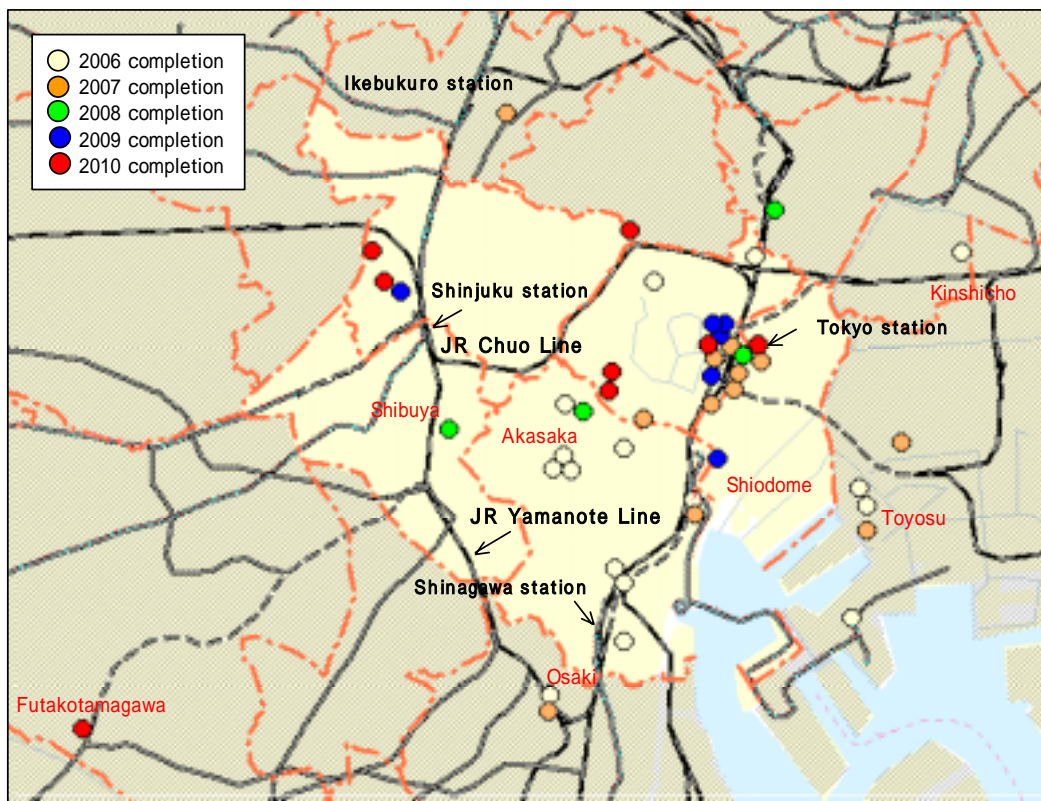 2006 completion
2007 completion
2008 completion
2009 completion
2010 completion
Ikebukuro station
Shinjuku station
Kinshicho
Tokyo station
JR Chuo Line
Shibuya
Akasaka
Shiodome
JR Yamanote Line
Toyosu
Shinagawa station
Osaki
Futakotamagawa